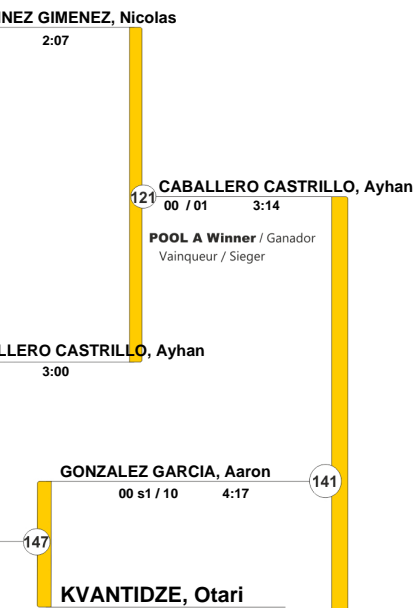 INEZ GIMENEZ, Nicolas
2:07
CABALLERO CASTRILLO, Ayhan
121
00 / 01 3:14
POOL A Winner / Ganador
Vainqueur / Sieger
LLERO CASTRILLO, Ayhan
3:00
GONZALEZ GARCIA, Aaron
141
00 s1 / 10 4:17
147
KVANTIDZE, Otari